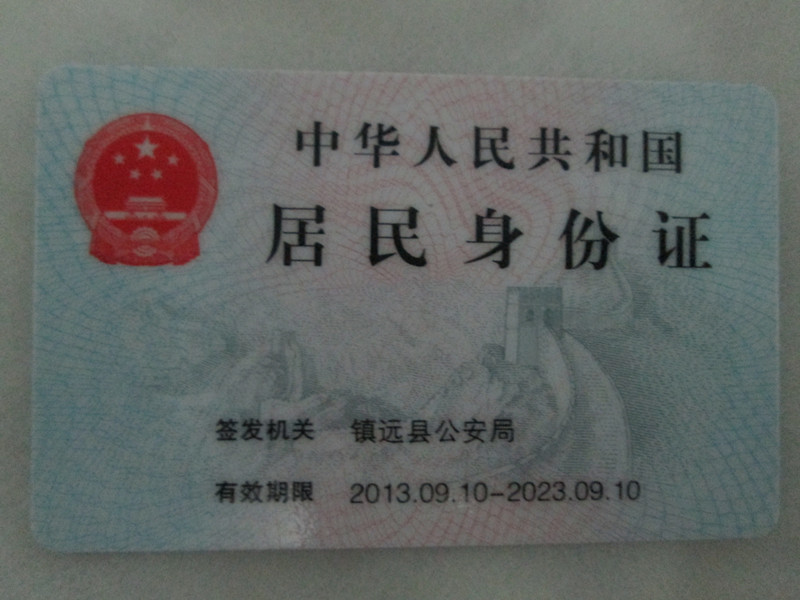 中华人民共和国
居民身份证
签发机关 镇远县公安局
有效期限 2013.09.10-2023.09.10